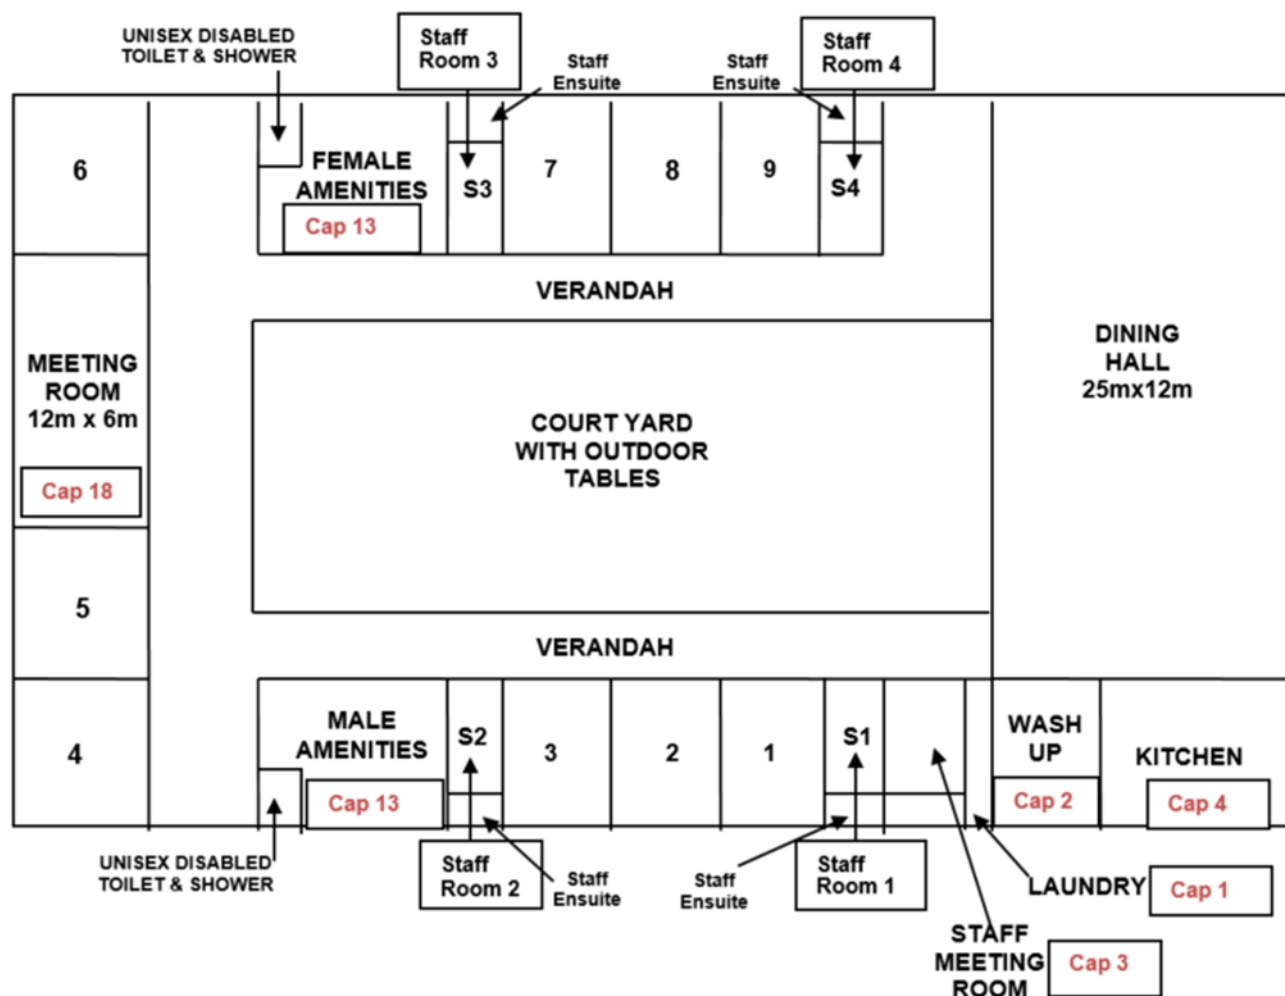 UNISEX DISABLED
TOILET & SHOWER
Staff
Room 3
Staff
Ensuite
Staff
Ensuite
Staff
Room 4
6
FEMALE
AMENITIES
Cap 13
S3
7
8
9
S4
VERANDAH
MEETING
ROOM
12m x 6m
Cap 18
COURT YARD
WITH OUTDOOR
TABLES
DINING
HALL
25mx12m
5
VERANDAH
4
MALE
AMENITIES
Cap 13
S2
3
2
1
S1
WASH
UP
Cap 2
KITCHEN
Cap 4
UNISEX DISABLED
TOILET & SHOWER
Staff
Room 2
Staff
Ensuite
Staff
Ensuite
Staff
Room 1
LAUNDRY
Cap 1
STAFF
MEETING
ROOM
Cap 3